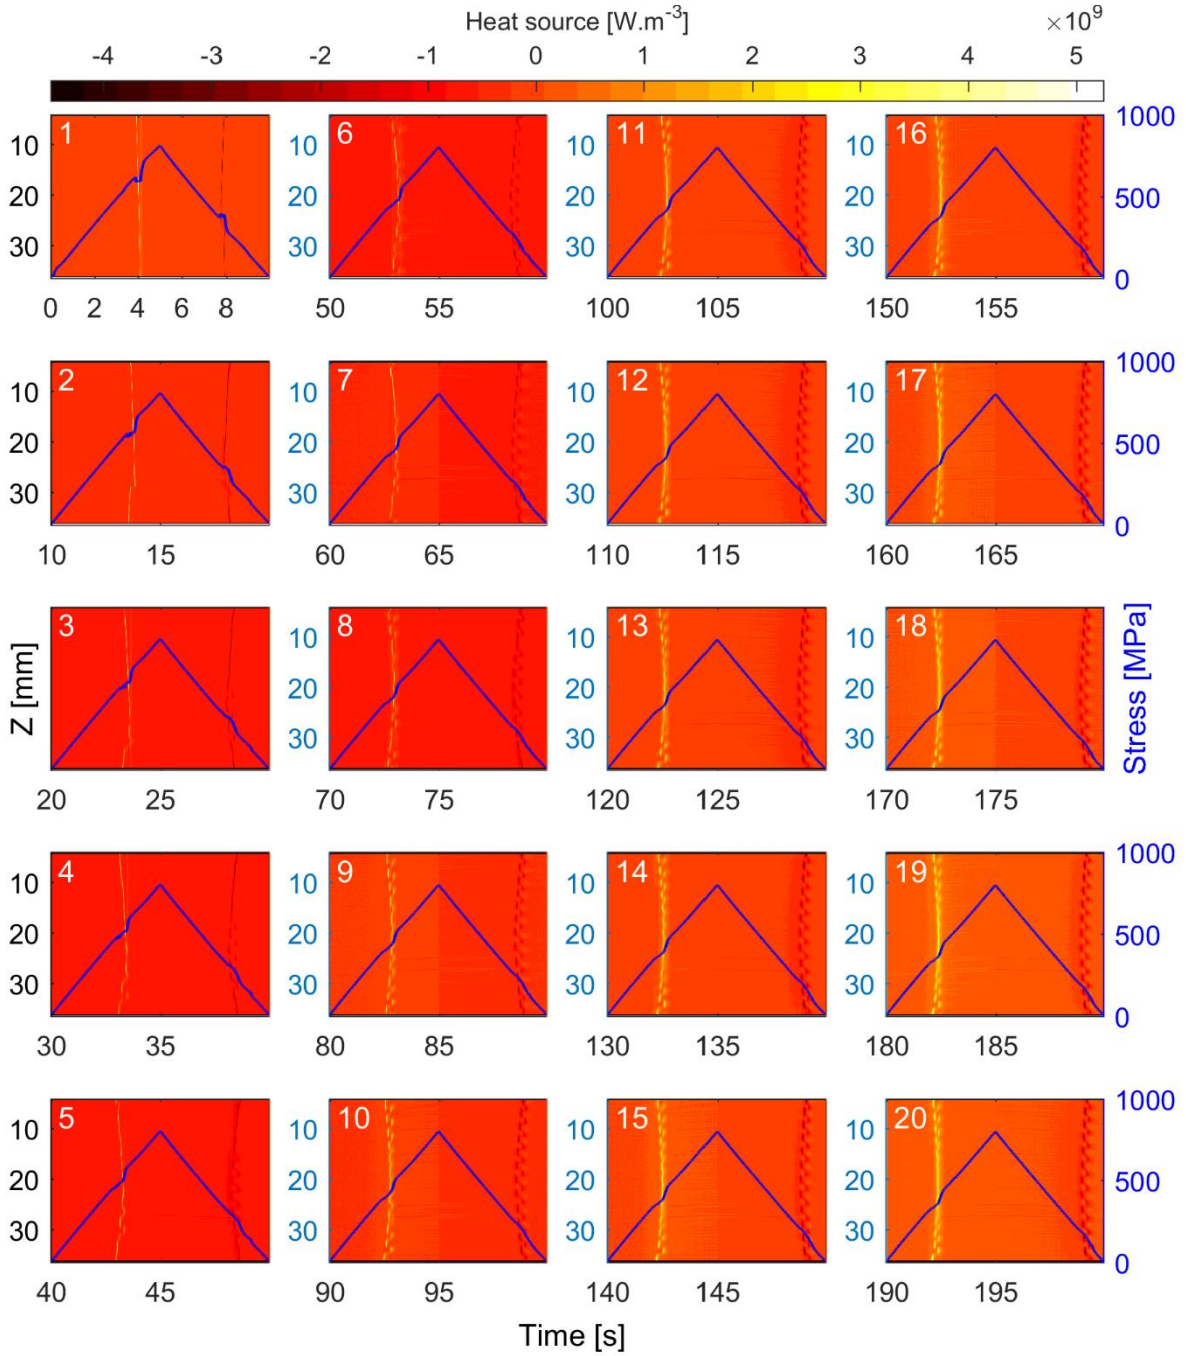 Heat source [W.m-3] ×10^9
-4 -3 -2 -1 0 1 2 3 4 5
1 6 11 16
10 20 30 10 20 30 10 20 30 10 20 30 1000 500 0
0 2 4 6 8 50 55 100 105 150 155
2 7 12 17
10 20 30 10 20 30 10 20 30 10 20 30 1000 500 0
10 15 60 65 110 115 160 165
3 8 13 18
Z [mm]
10 20 30 10 20 30 10 20 30
Stress [MPa]
20 25 70 75 120 125 170 175
4 9 14 19
10 20 30 10 20 30 10 20 30 10 20 30 1000 500 0
30 35 80 85 130 135 180 185
5 10 15 20
10 20 30 10 20 30 10 20 30 10 20 30 1000 500 0
40 45 90 95 140 145 190 195
Time [s]